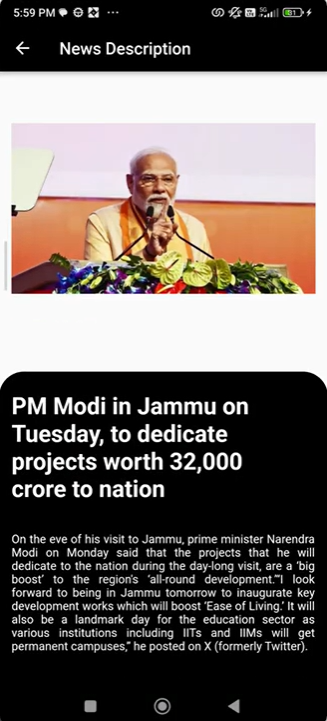 5:59 PM
5G
81
News Description
PM Modi in Jammu on
Tuesday, to dedicate
projects worth 32,000
crore to nation
On the eve of his visit to Jammu, prime minister Narendra
Modi on Monday said that the projects that he will
dedicate to the nation during the day-long visit, are a ‘big
boost’ to the region's ‘all-round development.’“I look
forward to being in Jammu tomorrow to inaugurate key
development works which will boost ‘Ease of Living.’ It will
also be a landmark day for the education sector as
various institutions including IITs and IIMs will get
permanent campuses,” he posted on X (formerly Twitter).